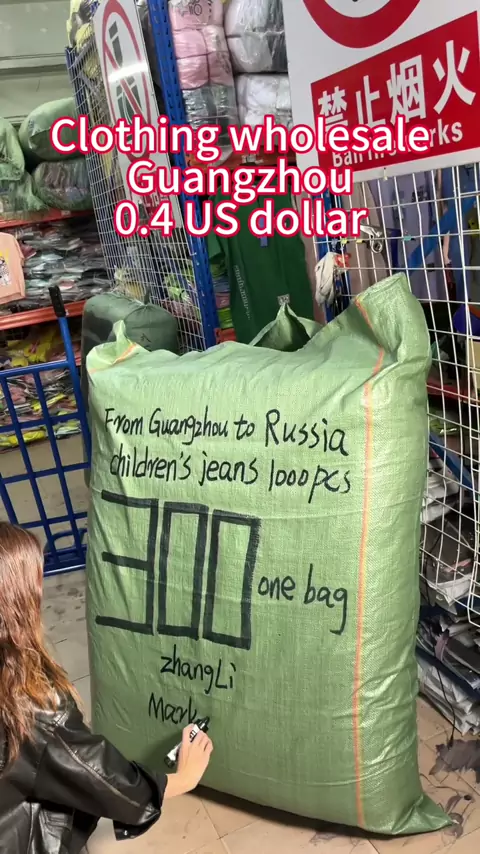 禁止烟火
Clothing wholesale
Guangzhou
0.4 US dollar
From Guangzhou to Russia
children's jeans 1000pcs
300 one bag
zhangLi